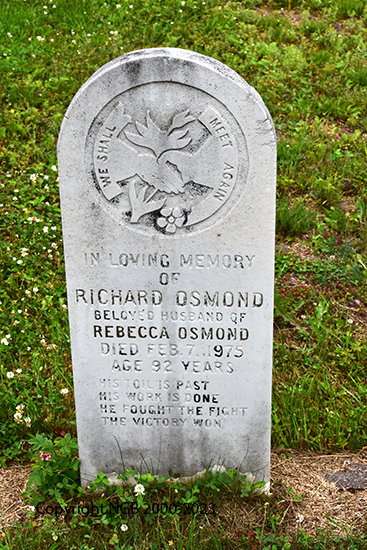 WE SHALL MEET AGAIN
IN LOVING MEMORY
OF
RICHARD OSMOND
BELOVED HUSBAND OF
REBECCA OSMOND
DIED FEB. 7, 1975
AGE 92 YEARS
HIS TOIL IS PAST
HIS WORK IS DONE
HE FOUGHT THE FIGHT
THE VICTORY WON
Copyright NGB 2000-2023